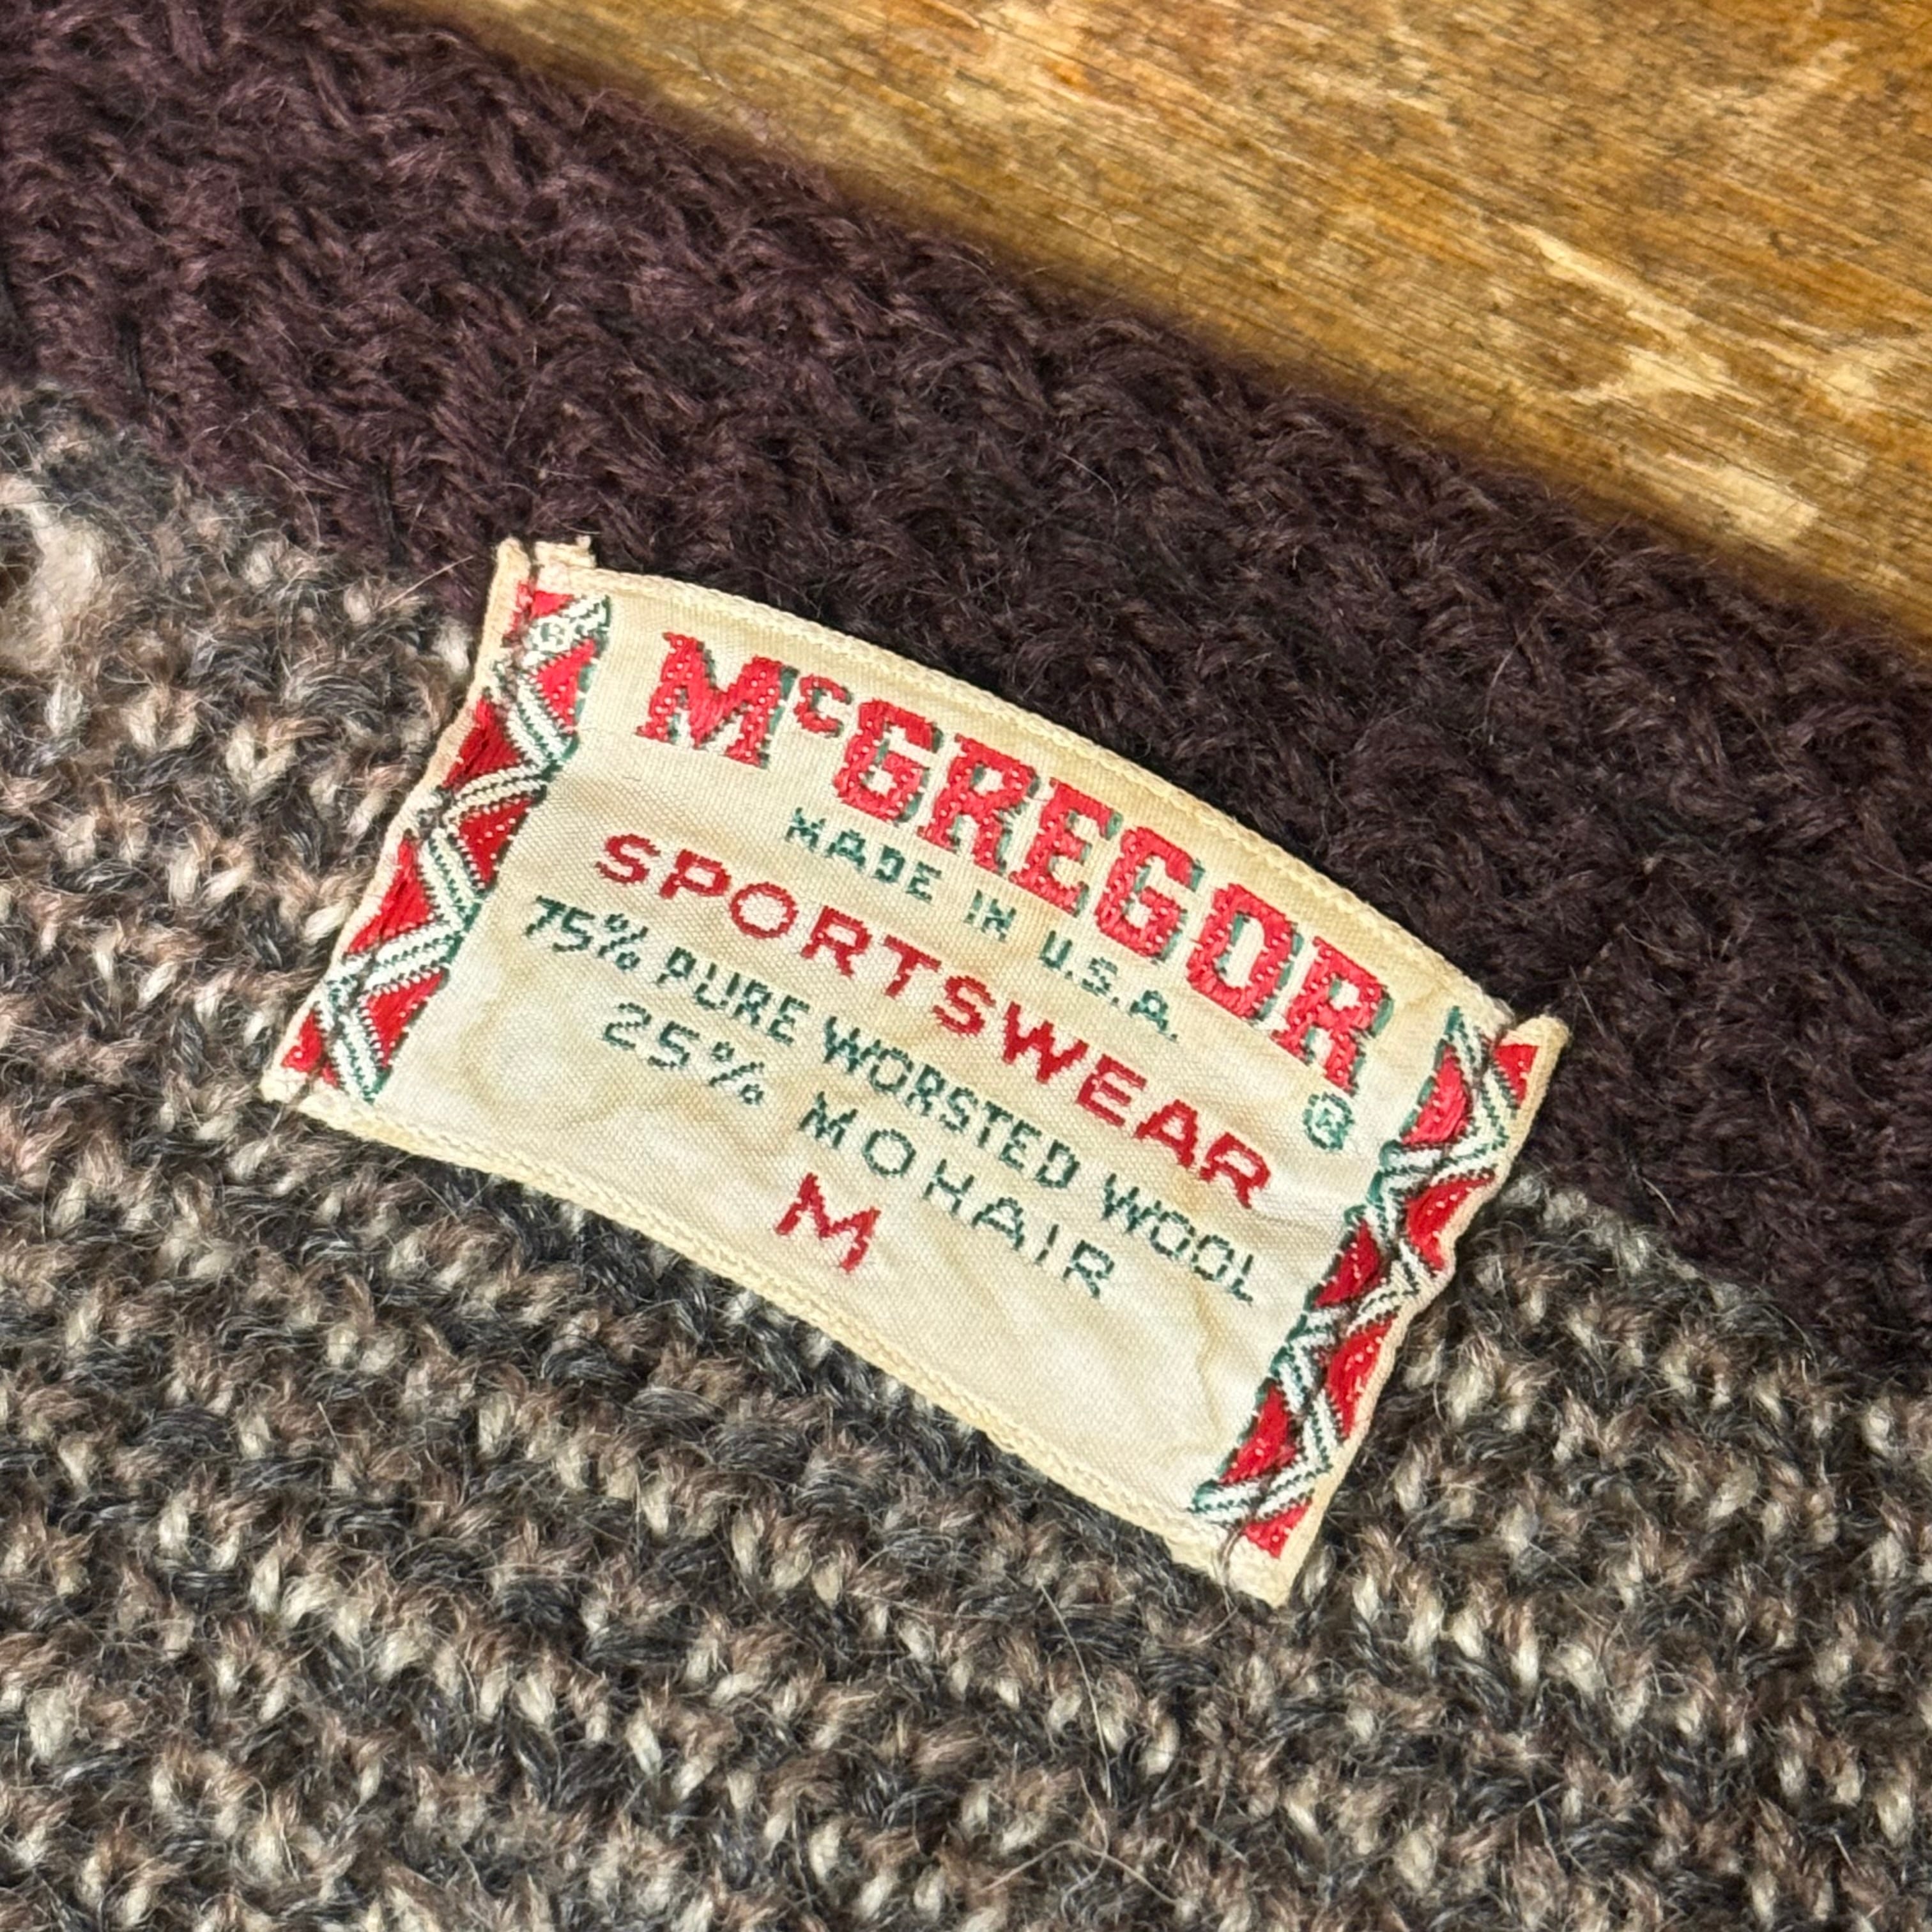 McGREGOR ®
MADE IN U.S.A.
SPORTSWEAR
75% PURE WORSTED WOOL
25% MOHAIR
M